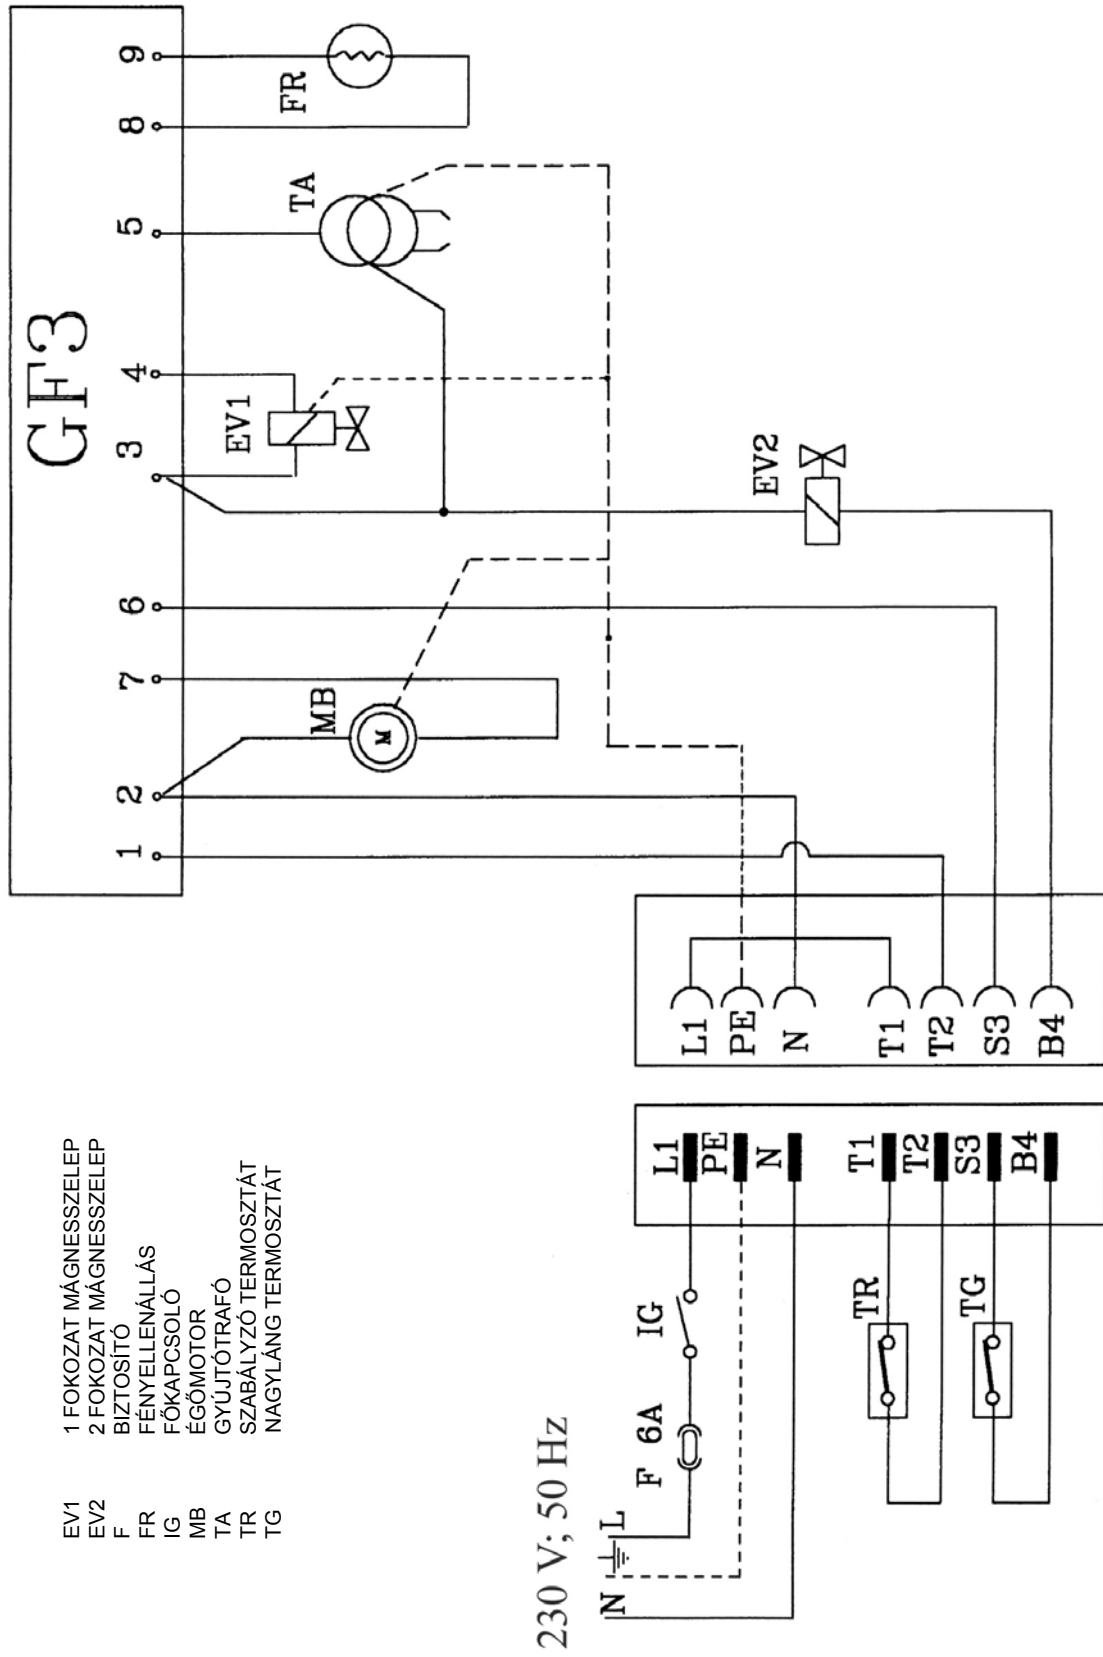 GF3
1 2 7 6 3 4 5 8 9
MB
EV1
TA
FR
EV2
L1
PE
N
T1
T2
S3
B4
L1
PE
N
T1
T2
S3
B4
M
230 V; 50 Hz
N
L
F 6A
IG
TR
TG
EV1 1 FOKOZAT MÁGNESSZELEP
EV2 2 FOKOZAT MÁGNESSZELEP
F BIZTOSÍTÓ
FR FÉNYELLENÁLLÁS
IG FŐKAPCSOLÓ
MB ÉGŐMOTOR
TA GYÚJTÓTRAFÓ
TR SZABÁLYZÓ TERMOSZTÁT
TG NAGYLÁNG TERMOSZTÁT